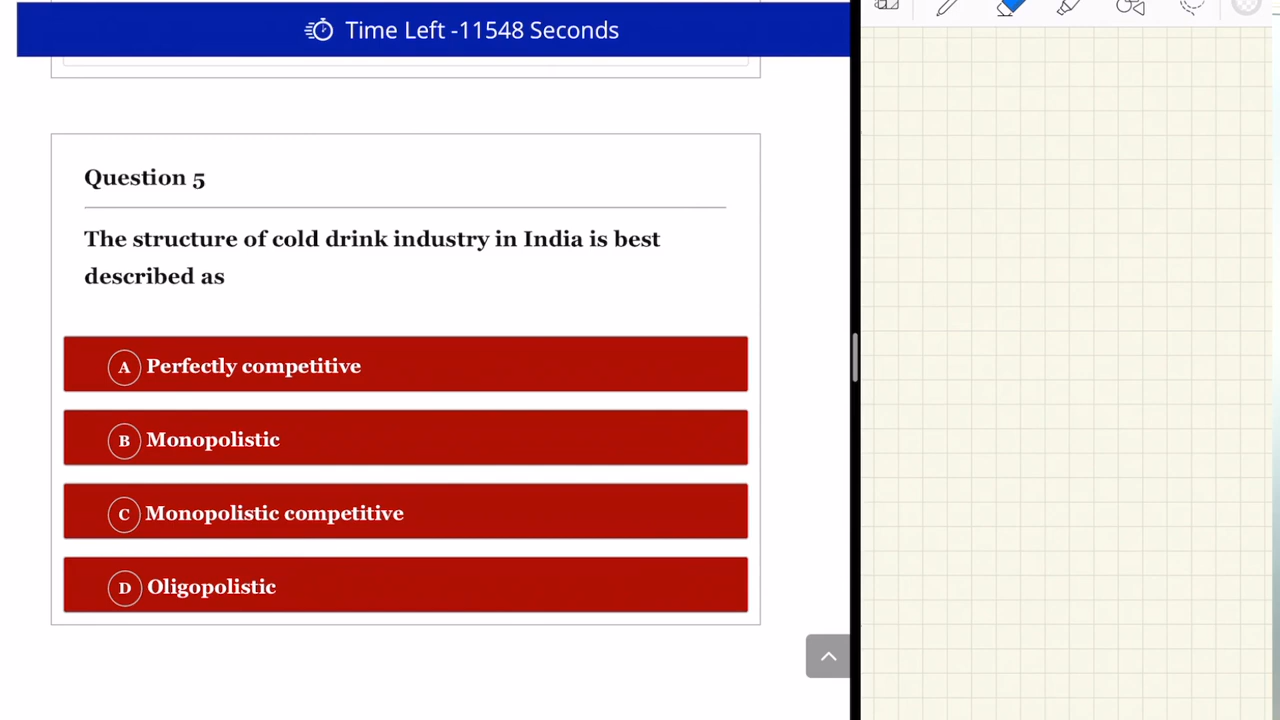 Time Left -11548 Seconds
Question 5
The structure of cold drink industry in India is best
described as
A Perfectly competitive
B Monopolistic
C Monopolistic competitive
D Oligopolistic